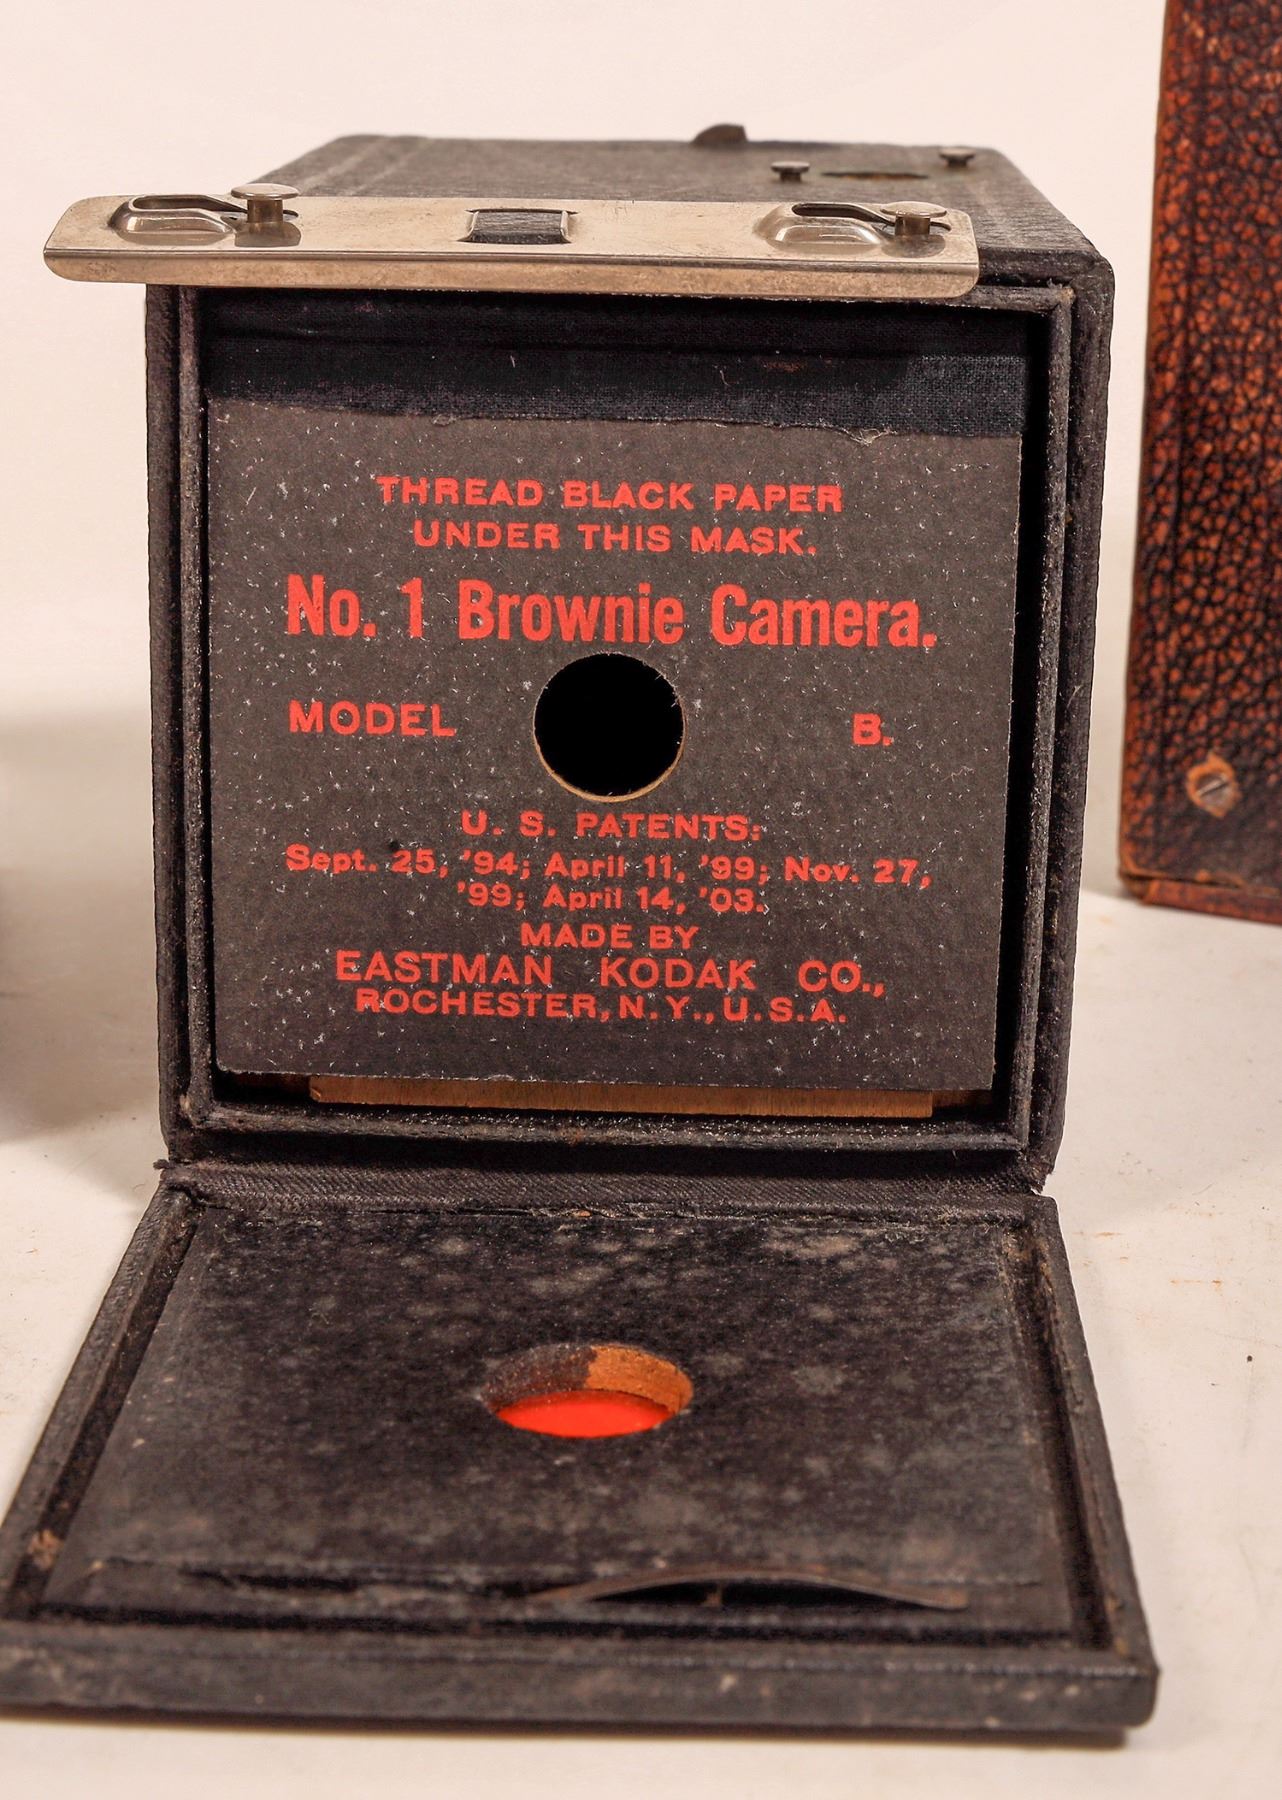 THREAD BLACK PAPER
UNDER THIS MASK.
No. 1 Brownie Camera.
MODEL B.
U. S. PATENTS:
Sept. 25, '94; April 11, '99; Nov. 27,
'99; April 14, '03.
MADE BY
EASTMAN KODAK CO.,
ROCHESTER, N. Y., U.S.A.